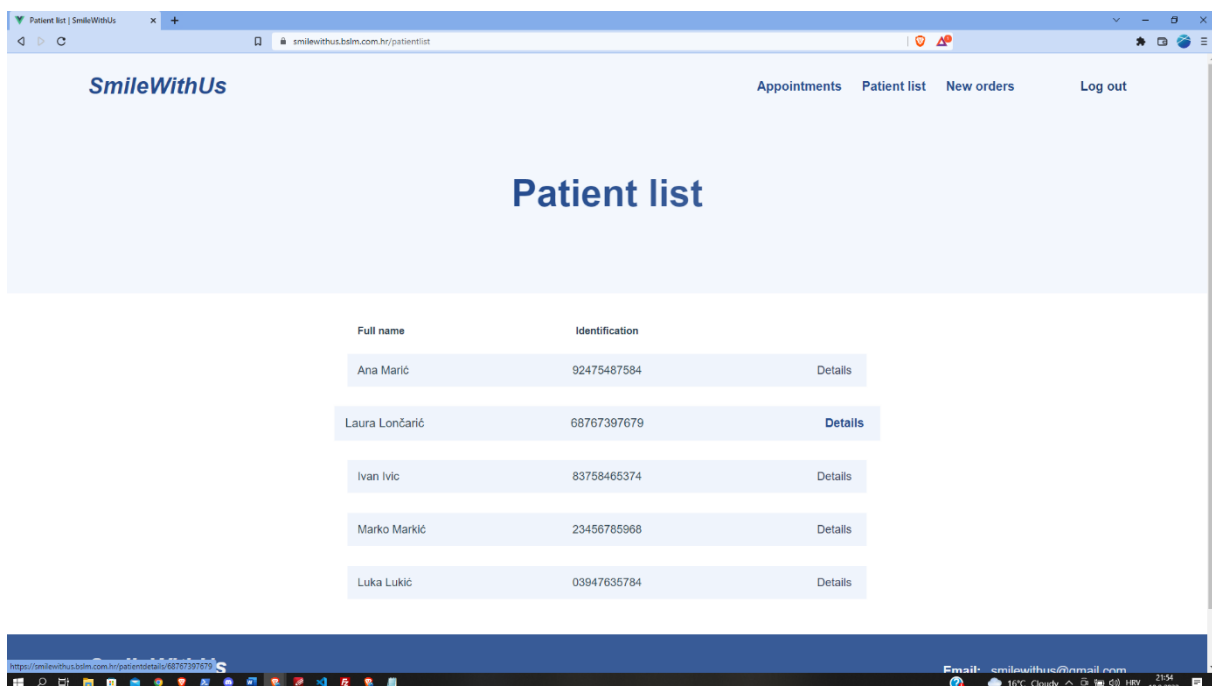 Patient list | SmileWithUs
smilewithus.bslm.com.hr/patientlist
SmileWithUs
Appointments Patient list New orders Log out
Patient list
Full name Identification
Ana Marić 92475487584 Details
Laura Lončarić 68767397679 Details
Ivan Ivic 83758465374 Details
Marko Markić 23456785968 Details
Luka Lukić 03947635784 Details
Email: smilewithus@gmail.com
https://smilewithus.bslm.com.hr/patientdetails/68767397679
16°C Cloudy HRV 21:54